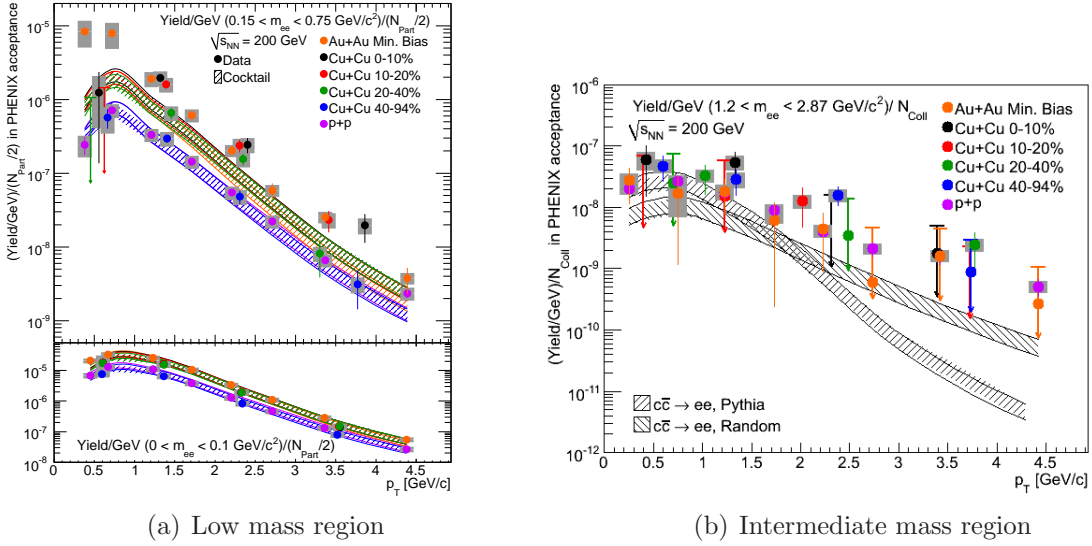 Yield/GeV (0.15 < m_ee < 0.75 GeV/c²)/(N_Part/2)
√s_NN = 200 GeV
Data
Cocktail
Au+Au Min. Bias
Cu+Cu 0-10%
Cu+Cu 10-20%
Cu+Cu 20-40%
Cu+Cu 40-94%
p+p
(Yield/GeV)/(N_Part/2) in PHENIX acceptance
10⁻⁵
10⁻⁶
10⁻⁷
10⁻⁸
10⁻⁹
10⁻⁵
10⁻⁶
10⁻⁷
10⁻⁸
Yield/GeV (0 < m_ee < 0.1 GeV/c²)/(N_Part/2)
0 0.5 1 1.5 2 2.5 3 3.5 4 4.5
p_T [GeV/c]
(a) Low mass region
Yield/GeV (1.2 < m_ee < 2.87 GeV/c²)/ N_Coll
√s_NN = 200 GeV
Au+Au Min. Bias
Cu+Cu 0-10%
Cu+Cu 10-20%
Cu+Cu 20-40%
Cu+Cu 40-94%
p+p
(Yield/GeV)/N_Coll in PHENIX acceptance
10⁻⁶
10⁻⁷
10⁻⁸
10⁻⁹
10⁻¹⁰
10⁻¹¹
10⁻¹²
cc̅ → ee, Pythia
cc̅ → ee, Random
0 0.5 1 1.5 2 2.5 3 3.5 4 4.5
p_T [GeV/c]
(b) Intermediate mass region